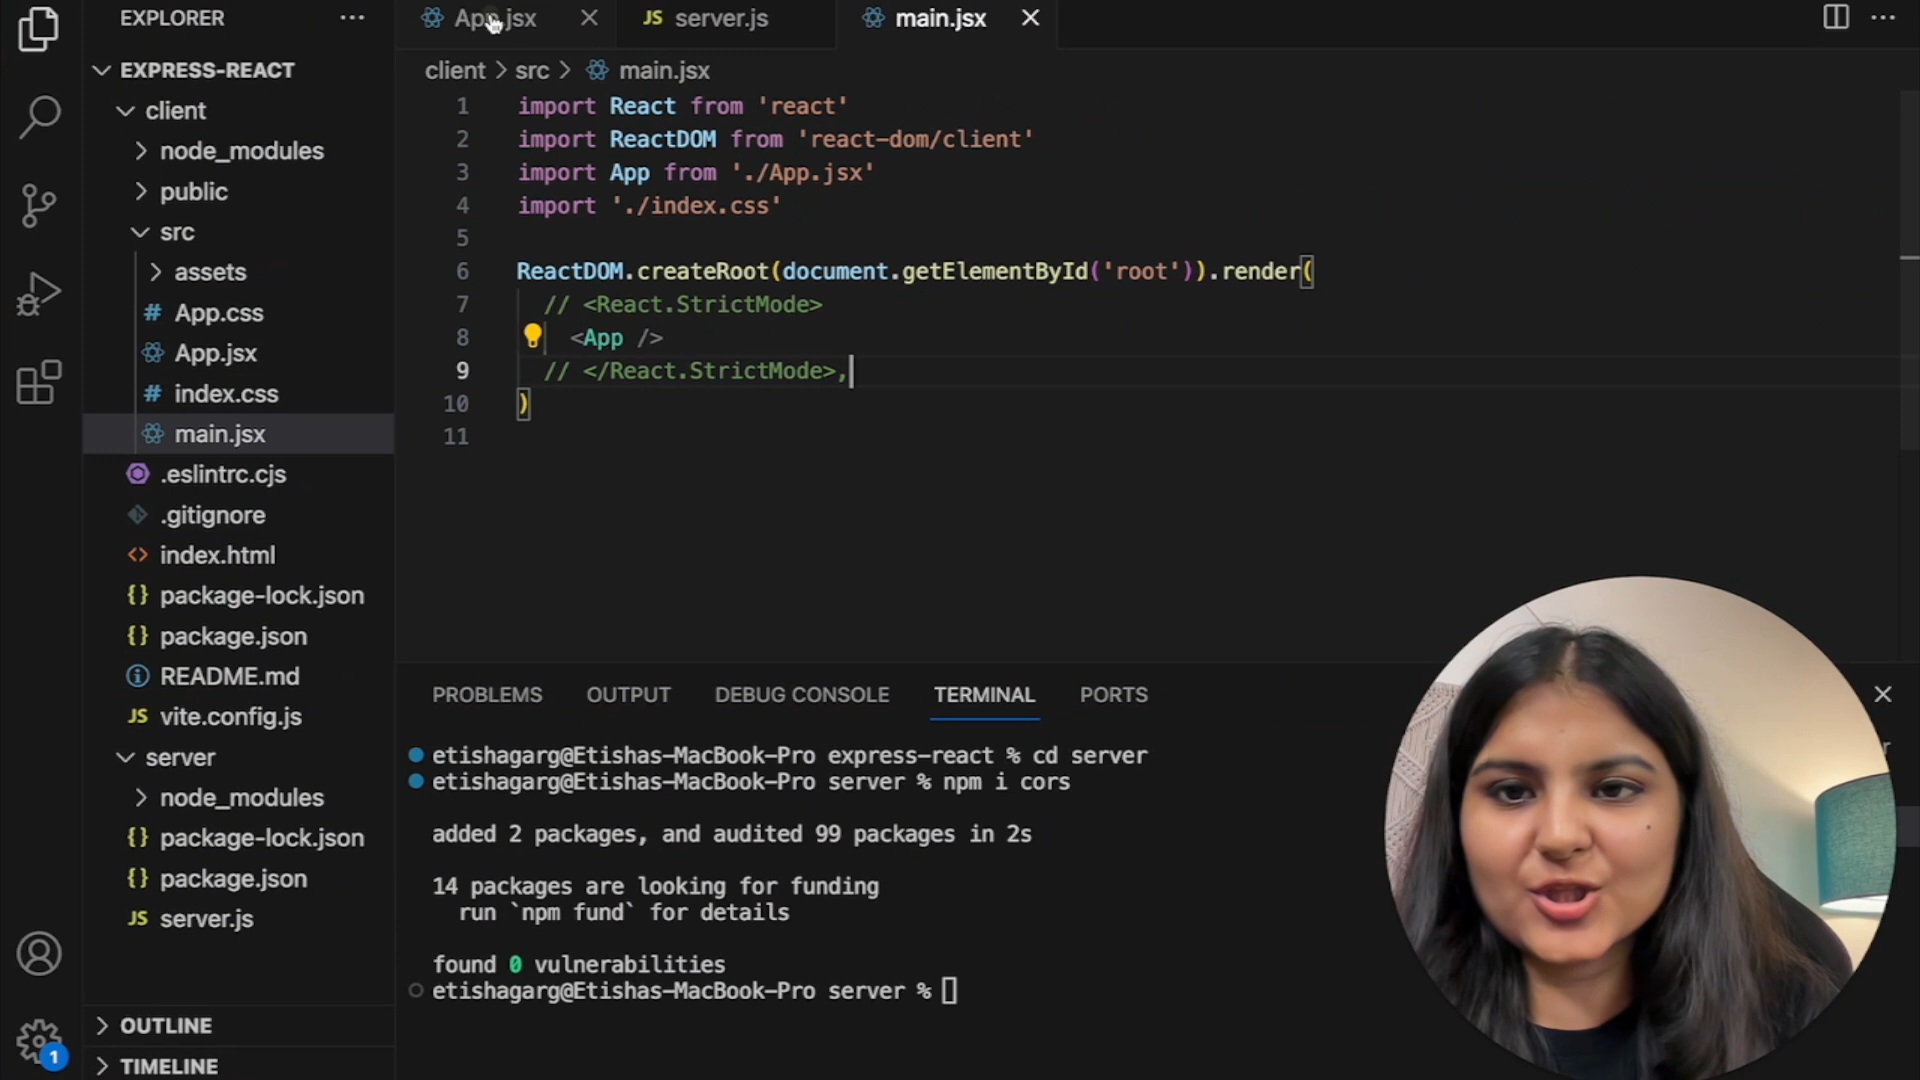 EXPLORER
EXPRESS-REACT
client
node_modules
public
src
assets
App.css
App.jsx
index.css
main.jsx
.eslintrc.cjs
.gitignore
index.html
package-lock.json
package.json
README.md
vite.config.js
server
node_modules
package-lock.json
package.json
server.js
OUTLINE
TIMELINE
1
App.jsx
server.js
main.jsx
client > src > main.jsx
1 import React from 'react'
2 import ReactDOM from 'react-dom/client'
3 import App from './App.jsx'
4 import './index.css'
5
6 ReactDOM.createRoot(document.getElementById('root')).render(
7 // <React.StrictMode>
8 <App />
9 // </React.StrictMode>,
10 )
11
PROBLEMS OUTPUT DEBUG CONSOLE TERMINAL PORTS
etishagarg@Etishas-MacBook-Pro express-react % cd server
etishagarg@Etishas-MacBook-Pro server % npm i cors
added 2 packages, and audited 99 packages in 2s
14 packages are looking for funding
run `npm fund` for details
found 0 vulnerabilities
etishagarg@Etishas-MacBook-Pro server %